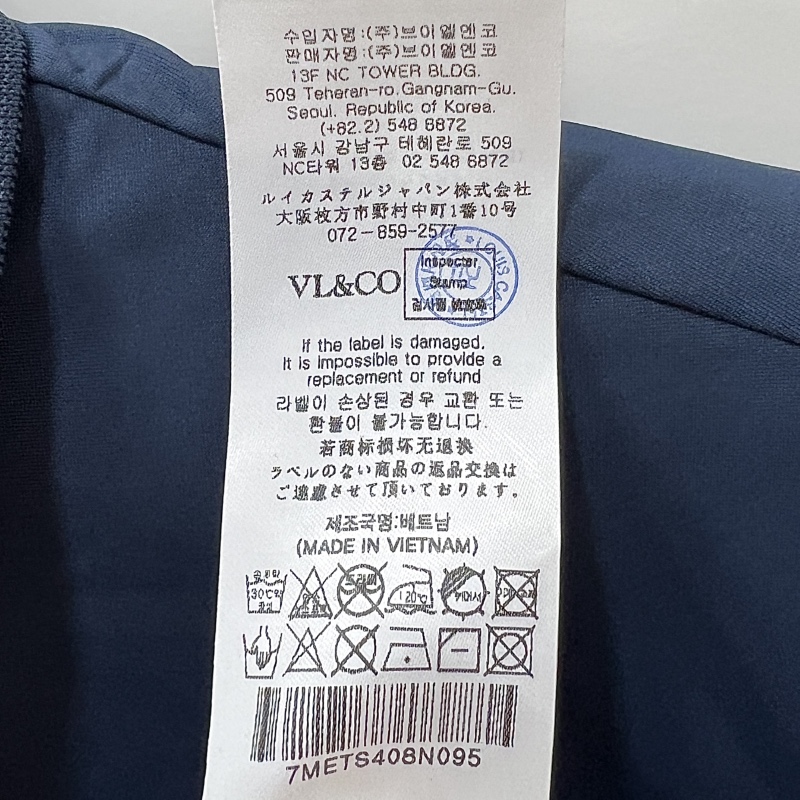 수입자명:(주)브이엘엔코
판매자명:(주)브이엘엔코
13F NC TOWER BLDG.
509 Teheran-ro.Gangnam-Gu.
Seoul. Republic of Korea.
(+82.2) 548 6872
서울시 강남구 테헤란로 509
NC타워 13층 02 548 6872
ルイカステルジャパン株式会社
大阪枚方市野村中町1番10号
072-859-2577
VL&CO
Inspecter
Stamp
If the label is damaged,
it is impossible to provide a
replacement or refund
라벨이 손상된 경우 교환 또는
환불이 불가능합니다.
若商标损坏无退换
ラベルのない商品の返品交換は
ご遠慮させて頂いております。
제조국명:베트남
(MADE IN VIETNAM)
30℃
120℃
7METS408N095